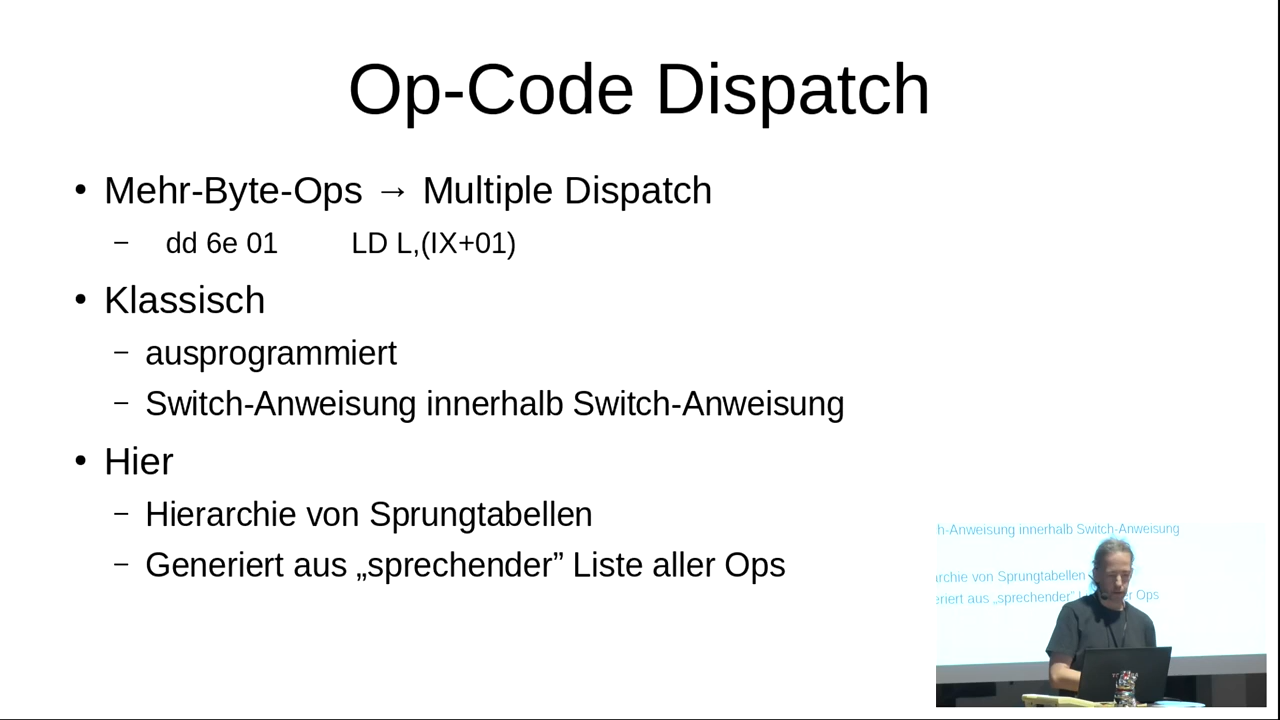 Op-Code Dispatch
• Mehr-Byte-Ops → Multiple Dispatch
– dd 6e 01 LD L,(IX+01)
• Klassisch
– ausprogrammiert
– Switch-Anweisung innerhalb Switch-Anweisung
• Hier
– Hierarchie von Sprungtabellen
– Generiert aus „sprechender” Liste aller Ops
h-Anweisung innerhalb Switch-Anweisung
archie von Sprungtabellen
eriert aus „sprechender” Ops